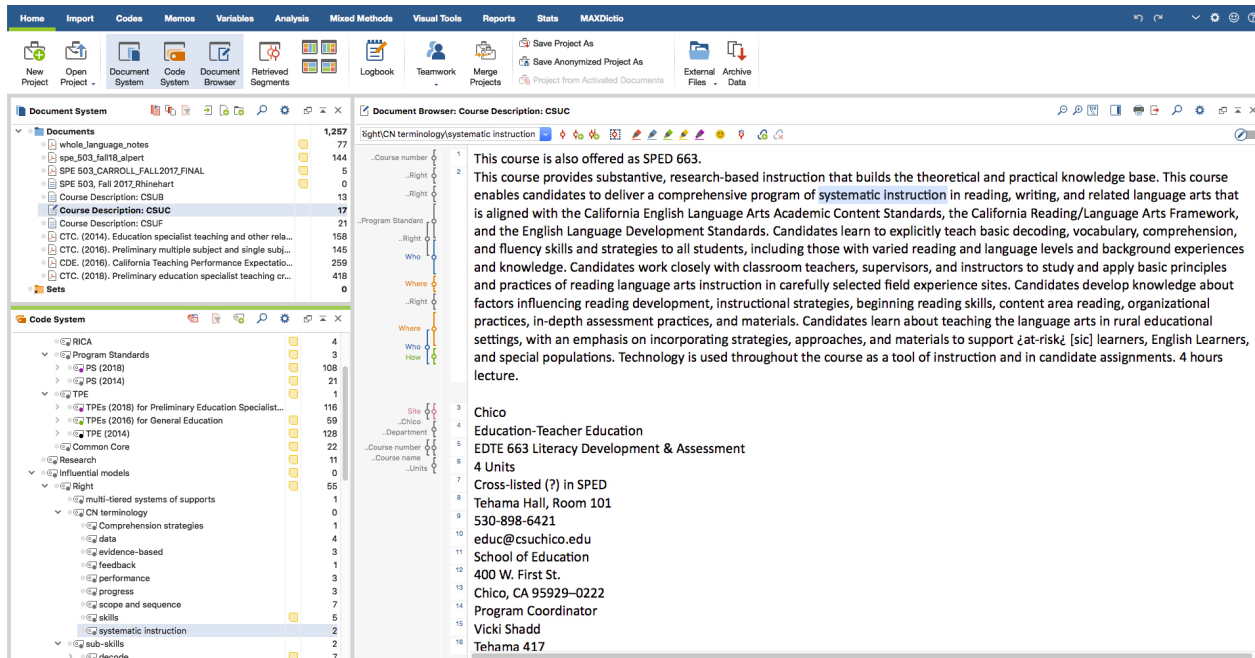 Home Import Codes Memos Variables Analysis Mixed Methods Visual Tools Reports Stats MAXDictio
New Project
Open Project
Document System
Code System
Document Browser
Retrieved Segments
Logbook
Teamwork
Merge Projects
Save Project As
Save Anonymized Project As
Project from Activated Documents
External Files
Archive Data
Document System
Documents 1,257
whole_language_notes 77
spe_503_fall18_alpert 144
SPE 503_CARROLL_FALL2017_FINAL 5
SPE 503, Fall 2017_Rhinehart 0
Course Description: CSUB 13
Course Description: CSUC 17
Course Description: CSUF 21
CTC. (2014). Education specialist teaching and other rela... 158
CTC. (2016). Preliminary multiple subject and single subj... 145
CDE. (2016). California Teaching Performance Expectatio... 259
CTC. (2018). Preliminary education specialist teaching cr... 418
Sets 0
Code System
RICA 4
Program Standards 3
PS (2018) 108
PS (2014) 21
TPE 1
TPEs (2018) for Preliminary Education Specialist... 116
TPEs (2016) for General Education 59
TPE (2014) 128
Common Core 22
Research 11
Influential models 0
Right 55
multi-tiered systems of supports 1
CN terminology 0
Comprehension strategies 1
data 4
evidence-based 3
feedback 1
performance 3
progress 3
scope and sequence 7
skills 5
systematic instruction 2
sub-skills 2
decode 7
Document Browser: Course Description: CSUC
tight\CN terminology\systematic instruction
..Course number
..Right
..Right
..Program Standarc
..Right
Who
Where
..Right
Where
Who
How
Site
..Chico
..Department
..Course number
..Course name
..Units
1 This course is also offered as SPED 663.
2 This course provides substantive, research-based instruction that builds the theoretical and practical knowledge base. This course
enables candidates to deliver a comprehensive program of systematic instruction in reading, writing, and related language arts that
is aligned with the California English Language Arts Academic Content Standards, the California Reading/Language Arts Framework,
and the English Language Development Standards. Candidates learn to explicitly teach basic decoding, vocabulary, comprehension,
and fluency skills and strategies to all students, including those with varied reading and language levels and background experiences
and knowledge. Candidates work closely with classroom teachers, supervisors, and instructors to study and apply basic principles
and practices of reading language arts instruction in carefully selected field experience sites. Candidates develop knowledge about
factors influencing reading development, instructional strategies, beginning reading skills, content area reading, organizational
practices, in-depth assessment practices, and materials. Candidates learn about teaching the language arts in rural educational
settings, with an emphasis on incorporating strategies, approaches, and materials to support ¿at-risk¿ [sic] learners, English Learners,
and special populations. Technology is used throughout the course as a tool of instruction and in candidate assignments. 4 hours
lecture.
3 Chico
4 Education-Teacher Education
5 EDTE 663 Literacy Development & Assessment
6 4 Units
7 Cross-listed (?) in SPED
8 Tehama Hall, Room 101
9 530-898-6421
10 educ@csuchico.edu
11 School of Education
12 400 W. First St.
13 Chico, CA 95929–0222
14 Program Coordinator
15 Vicki Shadd
16 Tehama 417